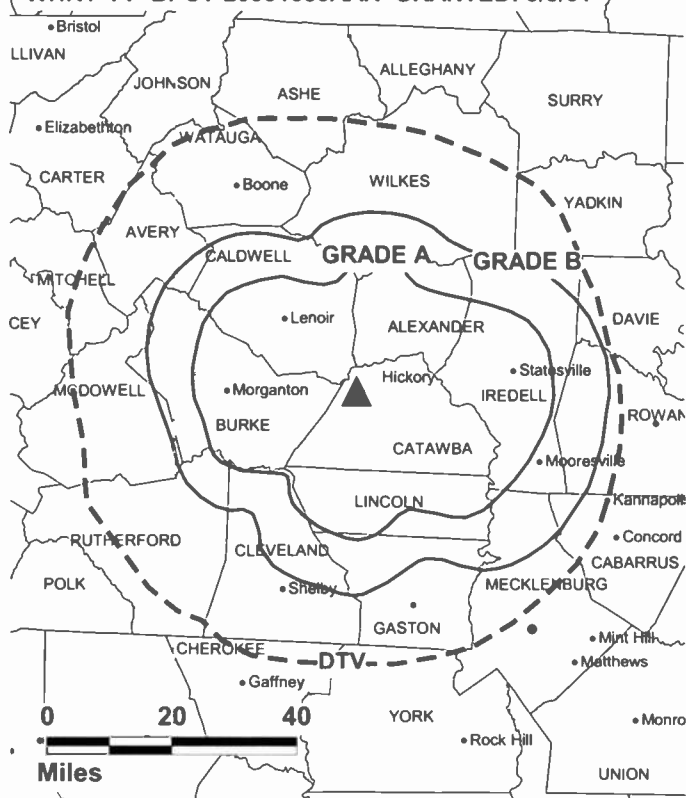 Bristol
LLIVAN
ALLEGHANY
JOHNSON
ASHE
SURRY
Elizabethton
WATAUGA
CARTER
Boone
WILKES
YADKIN
AVERY
CALDWELL
GRADE A
GRADE B
MITCHELL
CEY
Lenoir
ALEXANDER
DAVIE
Statesville
Hickory
MCDOWELL
Morganton
IREDELL
ROWAN
BURKE
CATAWBA
Mooresville
LINCOLN
Kannapolis
RUTHERFORD
Concord
CLEVELAND
CABARRUS
POLK
Shelby
MECKLENBURG
GASTON
Mint Hill
CHEROKEE
DTV
Matthews
Gaffney
0 20 40
YORK
Monro
Rock Hill
Miles
UNION